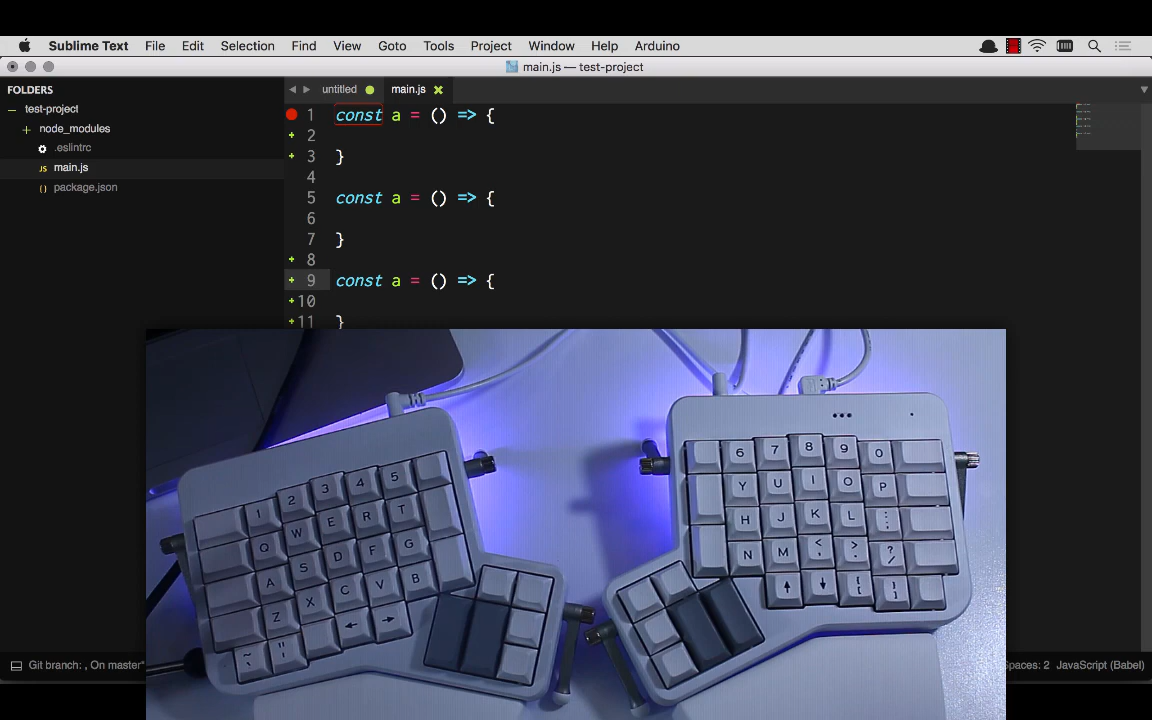 Sublime Text File Edit Selection Find View Goto Tools Project Window Help Arduino
main.js — test-project
FOLDERS
test-project
node_modules
.eslintrc
JS main.js
{} package.json
untitled main.js
1 const a = () => {
2
3 }
4
5 const a = () => {
6
7 }
8
9 const a = () => {
10
11 }
1 2 3 4 5
Q W E R T
A S D F G
Z X C V B
~ " ← →
6 7 8 9 0
Y U I O P
H J K L :
;
N M < > ?
, . /
↑ ↓ { }
[ ]
Git branch: , On master
Spaces: 2 JavaScript (Babel)